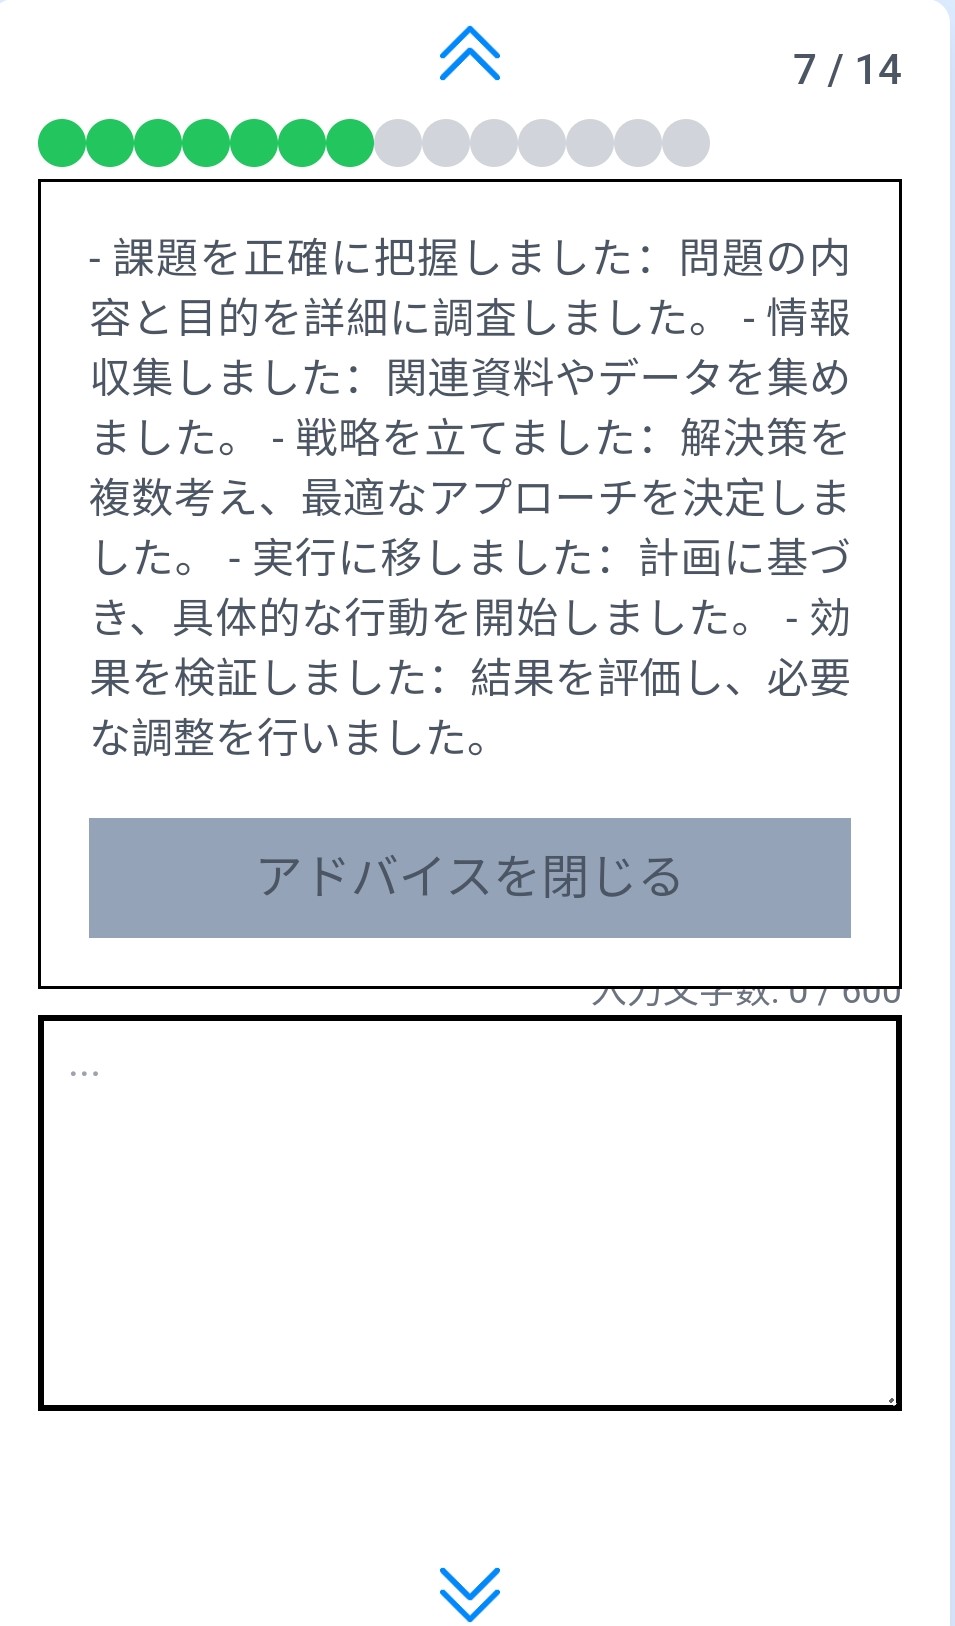 7 / 14
- 課題を正確に把握しました：問題の内
容と目的を詳細に調査しました。 - 情報
収集しました：関連資料やデータを集め
ました。 - 戦略を立てました：解決策を
複数考え、最適なアプローチを決定しま
した。 - 実行に移しました：計画に基づ
き、具体的な行動を開始しました。 - 効
果を検証しました：結果を評価し、必要
な調整を行いました。
アドバイスを閉じる
入力文字数: 0 / 600
...